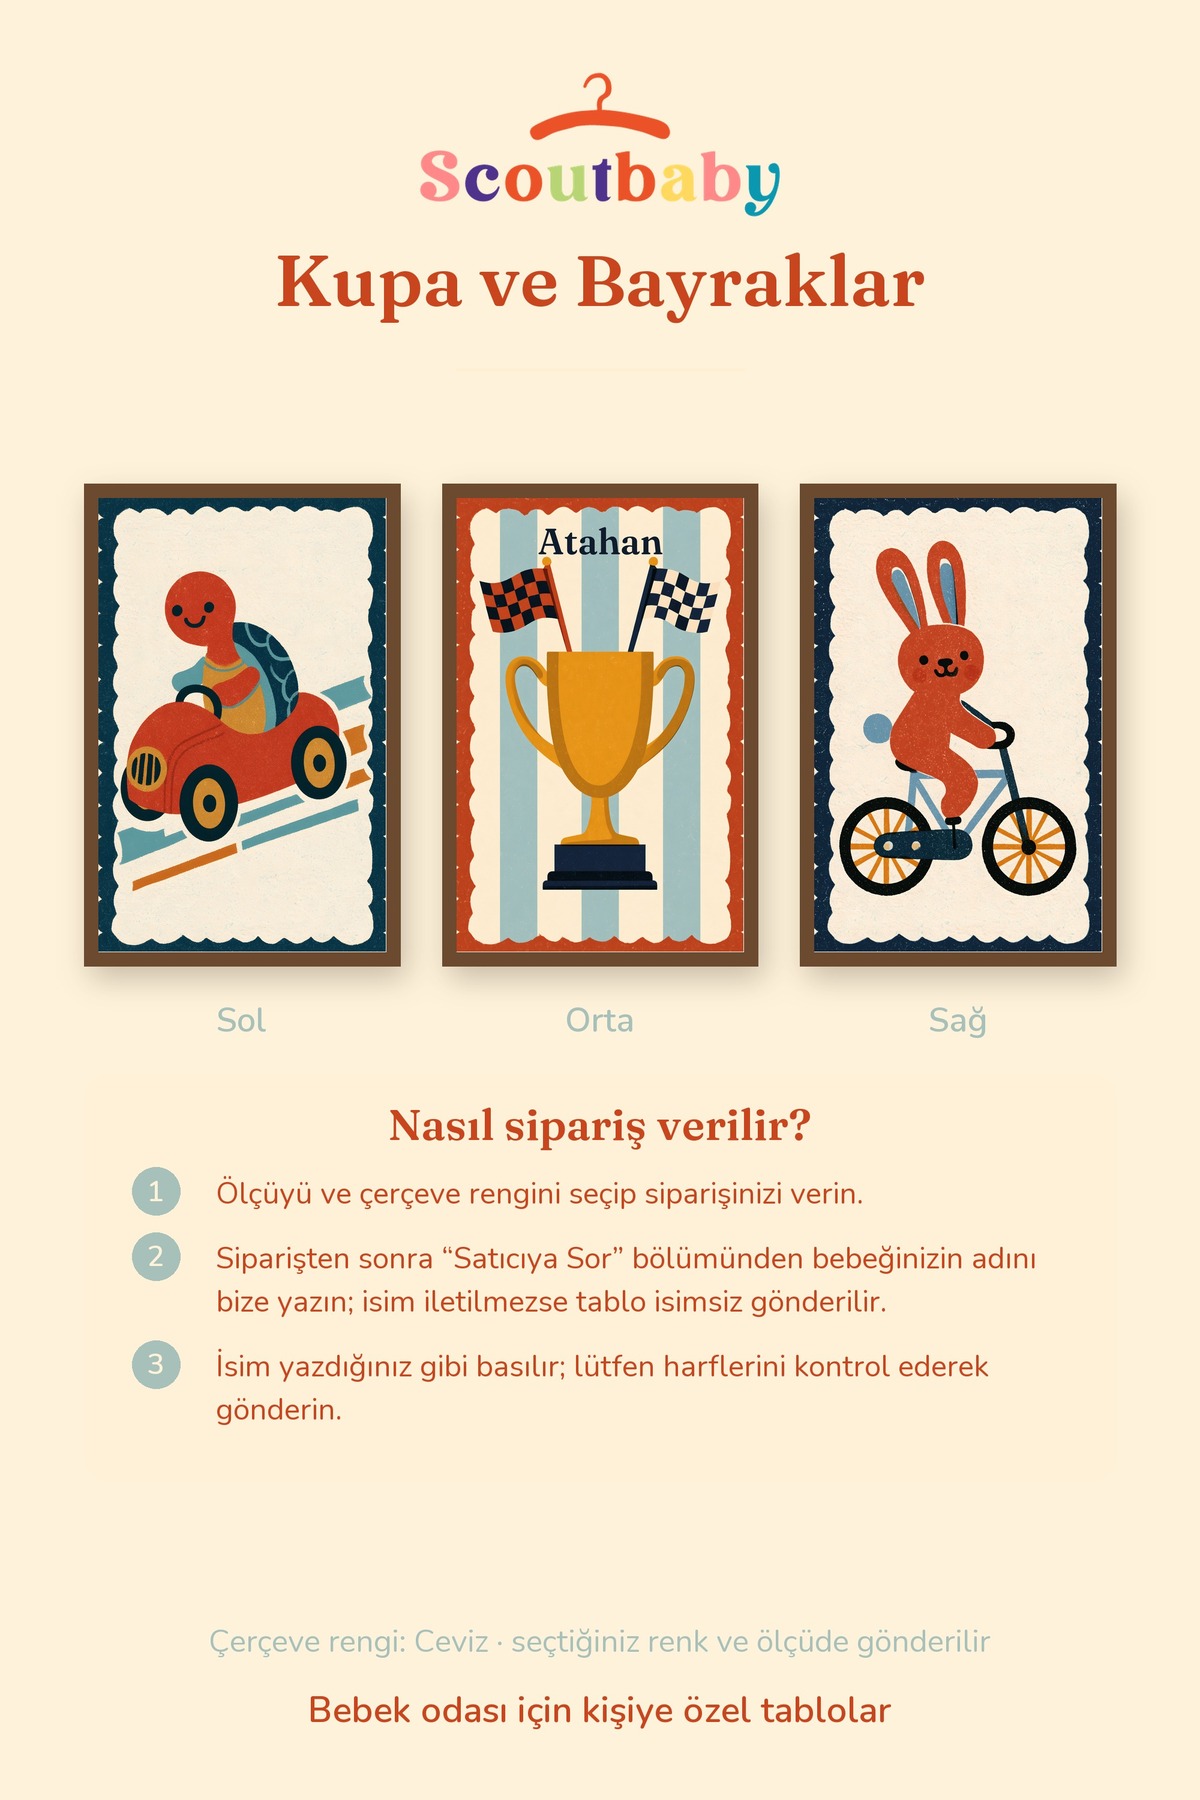 Scoutbaby
Kupa ve Bayraklar
Atahan
Sol
Orta
Sağ
Nasıl sipariş verilir?
1 Ölçüyü ve çerçeve rengini seçip siparişinizi verin.
2 Siparişten sonra “Satıcıya Sor” bölümünden bebeğinizin adını
bize yazın; isim iletilmezse tablo isimsiz gönderilir.
3 İsim yazdığınız gibi basılır; lütfen harflerini kontrol ederek
gönderin.
Çerçeve rengi: Ceviz · seçtiğiniz renk ve ölçüde gönderilir
Bebek odası için kişiye özel tablolar